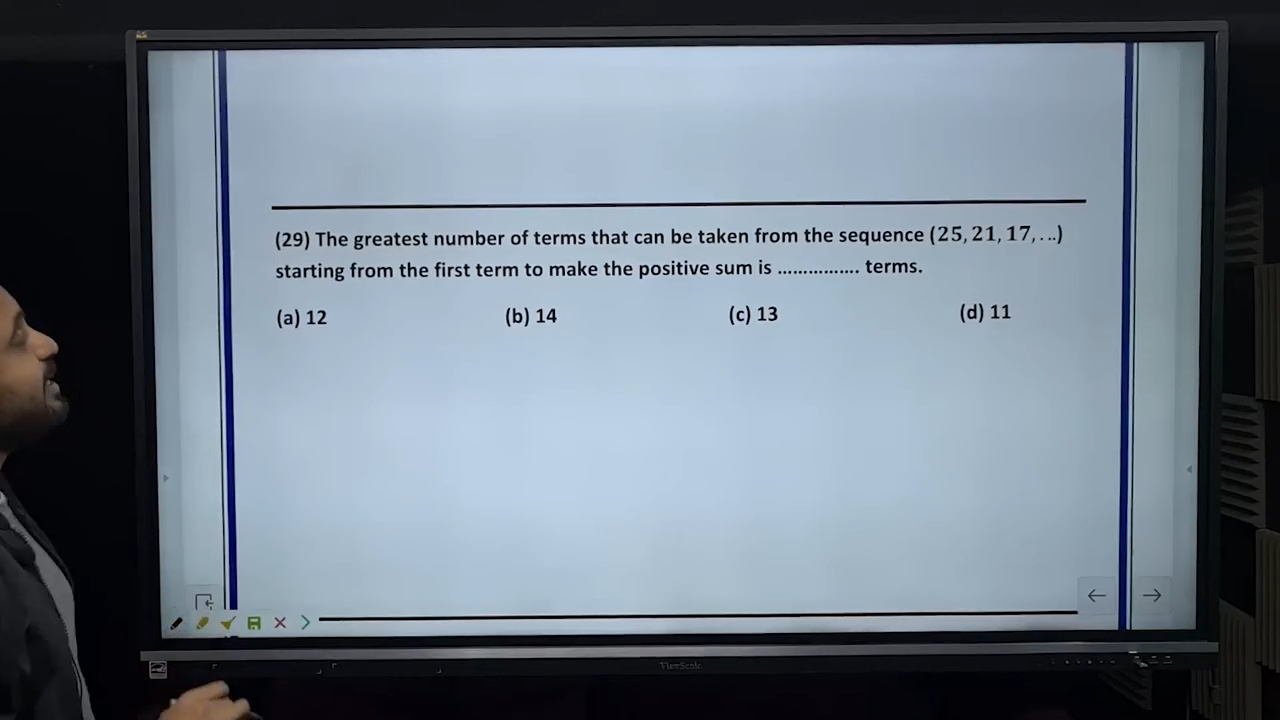 (29) The greatest number of terms that can be taken from the sequence (25, 21, 17, . ..)
starting from the first term to make the positive sum is ................ terms.
(a) 12 (b) 14 (c) 13 (d) 11